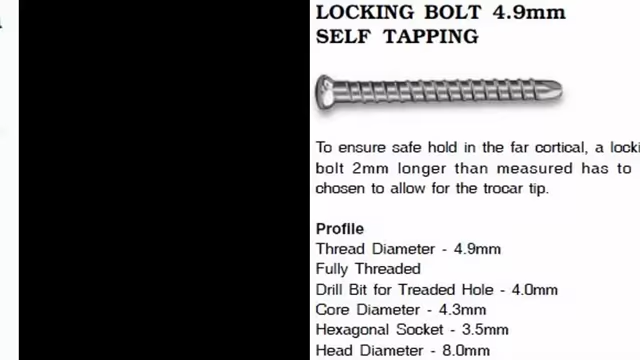 LOCKING BOLT 4.9mm
SELF TAPPING
To ensure safe hold in the far cortical, a locki
bolt 2mm longer than measured has to
chosen to allow for the trocar tip.
Profile
Thread Diameter - 4.9mm
Fully Threaded
Drill Bit for Treaded Hole - 4.0mm
Core Diameter - 4.3mm
Hexagonal Socket - 3.5mm
Head Diameter - 8.0mm